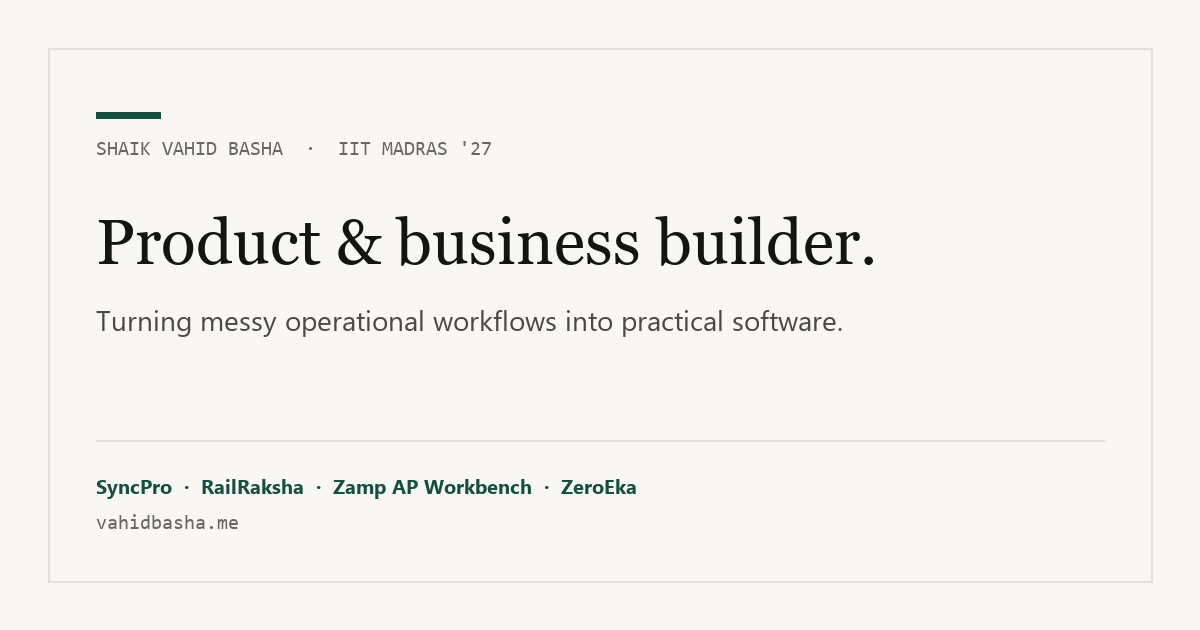 SHAIK VAHID BASHA · IIT MADRAS '27
Product & business builder.
Turning messy operational workflows into practical software.
SyncPro · RailRaksha · Zamp AP Workbench · ZeroEka
vahidbasha.me